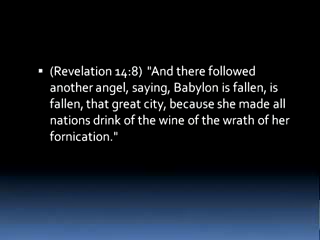 ▪ (Revelation 14:8)  "And there followed
another angel, saying, Babylon is fallen, is
fallen, that great city, because she made all
nations drink of the wine of the wrath of her
fornication."